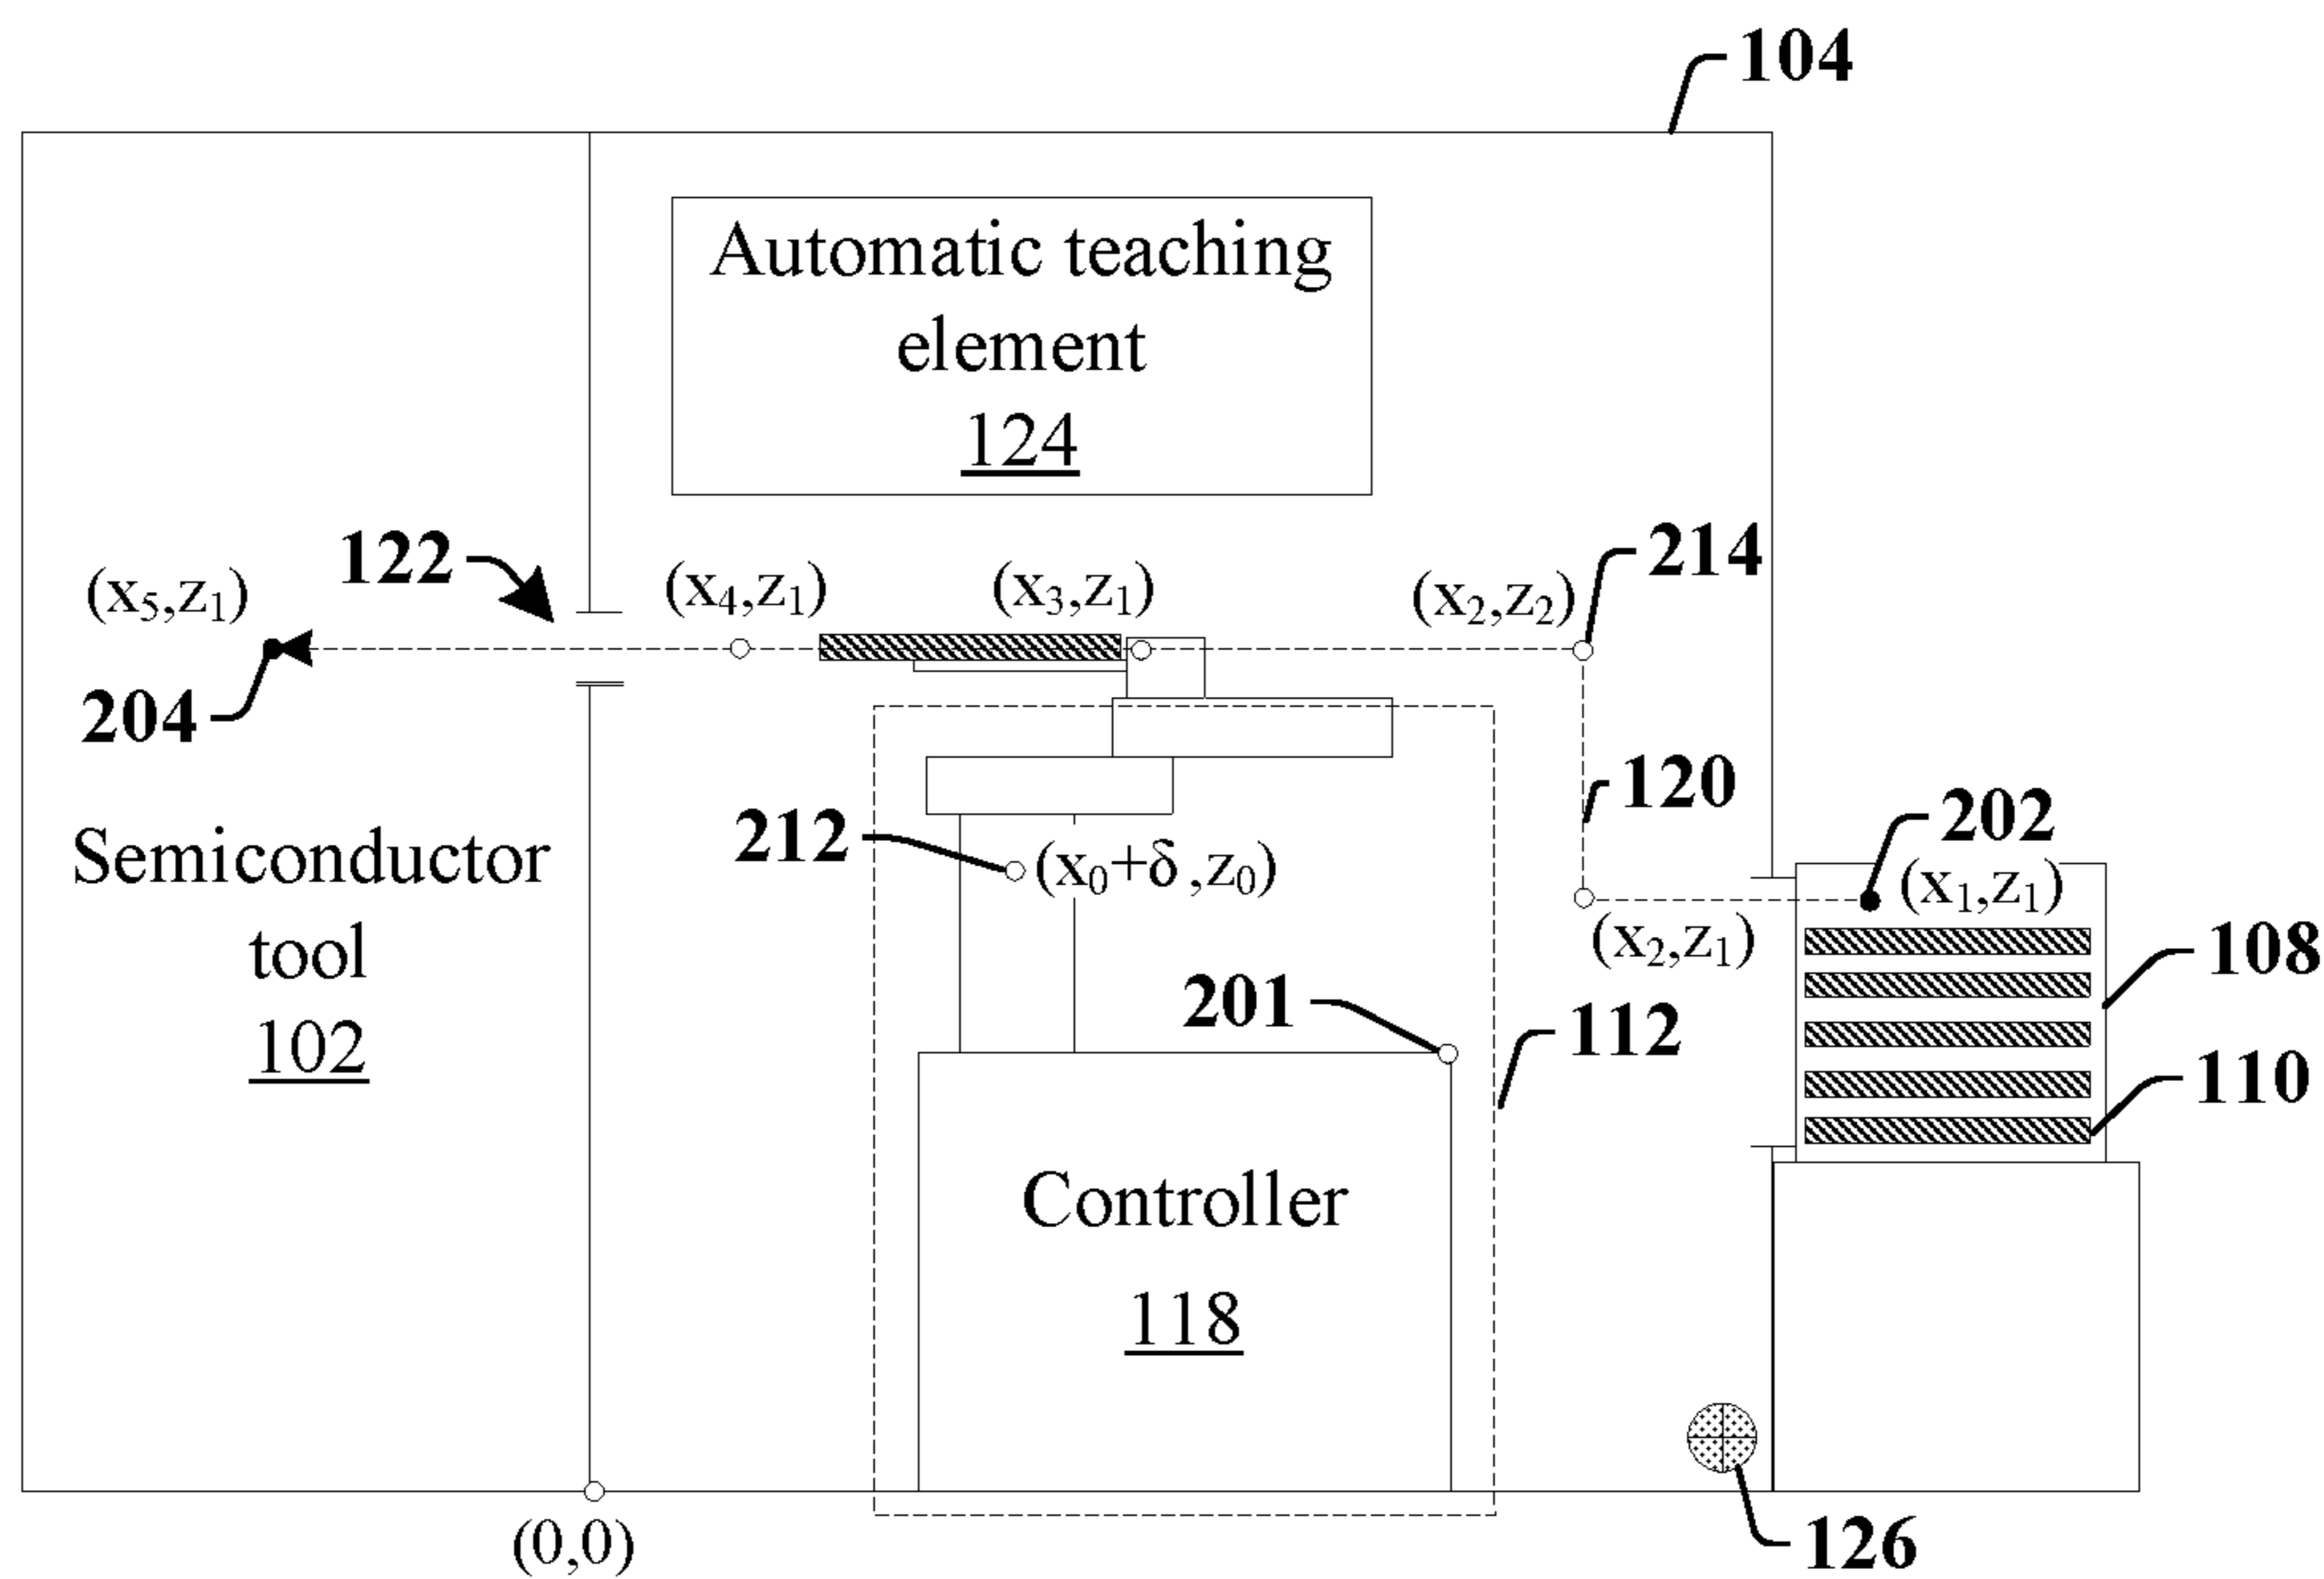 104
Automatic teaching
element
124
122
214
(x₅,z₁)
(x₄,z₁)
(x₃,z₁)
(x₂,z₂)
204
120
202
212
(x₀+δ ,z₀)
(x₁,z₁)
Semiconductor
tool
102
(x₂,z₁)
108
201
112
110
Controller
118
(0,0)
126